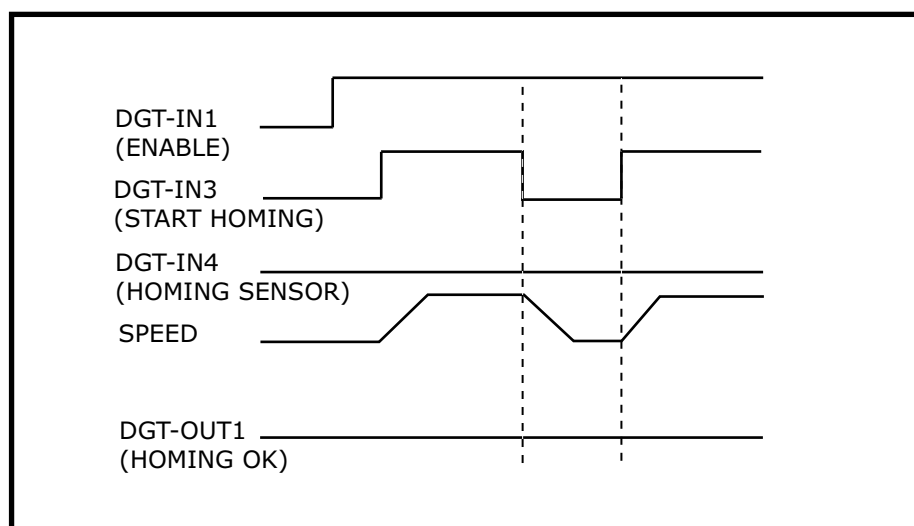 DGT-IN1
(ENABLE)
DGT-IN3
(START HOMING)
DGT-IN4
(HOMING SENSOR)
SPEED
DGT-OUT1
(HOMING OK)